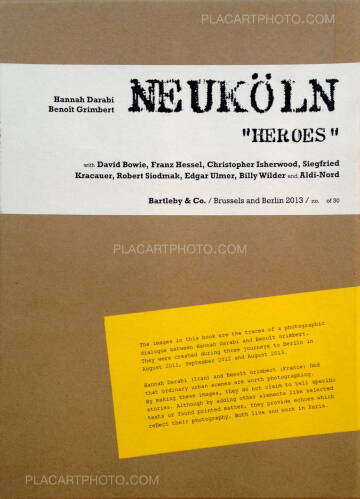 PLACARTPHOTO.COM
Hannah Darabi
Benoît Grimbert
NEUKÖLN
"HEROES"
with David Bowie, Franz Hessel, Christopher Isherwood, Siegfried
Kracauer, Robert Siodmak, Edgar Ulmer, Billy Wilder and Aldi-Nord
Bartleby & Co. / Brussels and Berlin 2013 / no. of 50
PLACARTPHOTO.COM
The images in this book are the traces of a photographic
dialogue between Hannah Darabi and Benoît Grimbert.
They were created during three journeys to Berlin in
August 2011, September 2012 and August 2013.
Hannah Darabi (Iran) and Benoît Grimbert (France) find
that ordinary urban scenes are worth photographing.
By making these images, they do not claim to tell specific
stories. Although by adding other elements like selected
texts or found printed matter, they provide echoes which
reflect their photography. Both live and work in Paris.
PLACARTPHOTO.COM